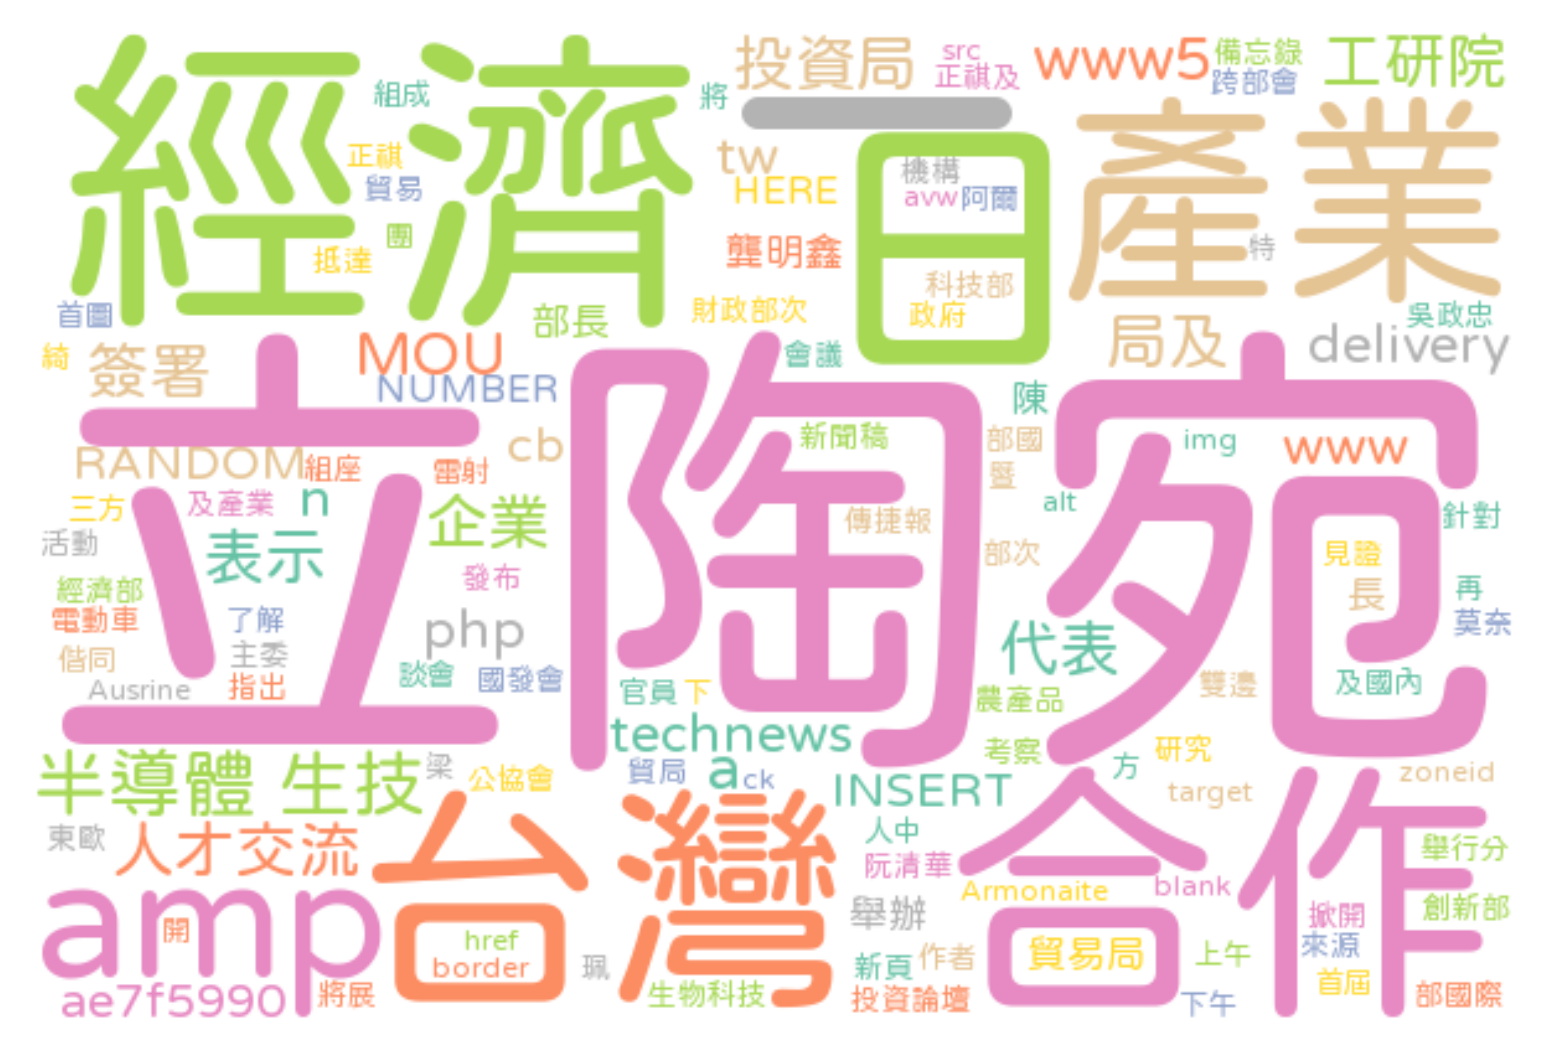 經濟
組成
將
投資局
src
正祺及
www5
備忘錄
跨部會
工研院
正祺
貿易
團
抵達
首圖
部長
tw
HERE
龔明鑫
財政部次
日
機構
avw
阿爾
科技部
政府
產業
特
吳政忠
局及
delivery
綺
簽署
MOU
NUMBER
會議
陳
立陶宛
RANDOM
組座
雷射
cb
新聞稿
部國
暨
img
www
三方
及產業
n
企業
傳捷報
alt
針對
活動
表示
發布
部次
見證
長
再
莫奈
經濟部
電動車
了解
php
代表
偕同
主委
談會
國發會
Ausrine
指出
官員
下
農產品
雙邊
及國內
technews
考察
方
研究
半導體
生技
梁
公協會
貿局
a
ck
INSERT
target
zoneid
東歐
人才交流
台灣
人中
阮清華
合作
舉行分
Armonaite
blank
amp
開
href
border
珮
舉辦
掀開
創新部
新頁
作者
貿易局
上午
來源
首屆
ae7f5990
將展
生物科技
投資論壇
下午
部國際